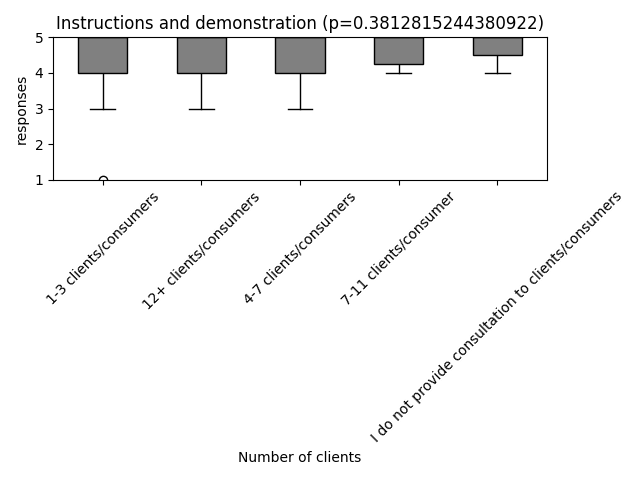 Instructions and demonstration (p=0.3812815244380922)
5
4
3
2
1
responses
1-3 clients/consumers
12+ clients/consumers
4-7 clients/consumers
7-11 clients/consumer
I do not provide consultation to clients/consumers
Number of clients